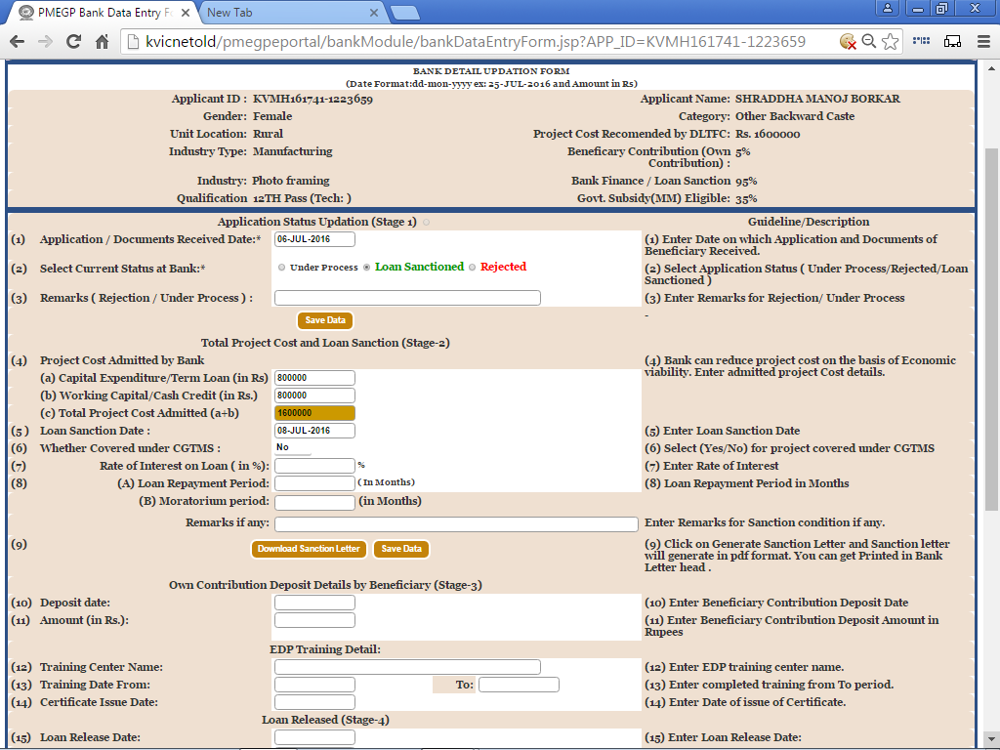 PMEGP Bank Data Entry F
New Tab
kvicnetold/pmegpeportal/bankModule/bankDataEntryForm.jsp?APP_ID=KVMH161741-1223659
BANK DETAIL UPDATION FORM
(Date Format:dd-mon-yyyy ex: 25-JUL-2016 and Amount in Rs)
Applicant ID : KVMH161741-1223659 Applicant Name: SHRADDHA MANOJ BORKAR
Gender: Female Category: Other Backward Caste
Unit Location: Rural Project Cost Recomended by DLTFC: Rs. 1600000
Industry Type: Manufacturing Beneficary Contribution (Own Contribution) : 5%
Industry: Photo framing Bank Finance / Loan Sanction 95%
Qualification 12TH Pass (Tech: ) Govt. Subsidy(MM) Eligible: 35%
Application Status Updation (Stage 1) Guideline/Description
(1) Application / Documents Received Date:* 06-JUL-2016 (1) Enter Date on which Application and Documents of
Beneficiary Received.
(2) Select Current Status at Bank:* Under Process Loan Sanctioned Rejected (2) Select Application Status ( Under Process/Rejected/Loan
Sanctioned )
(3) Remarks ( Rejection / Under Process ) : (3) Enter Remarks for Rejection/ Under Process
Save Data -
Total Project Cost and Loan Sanction (Stage-2)
(4) Project Cost Admitted by Bank (4) Bank can reduce project cost on the basis of Economic
viability. Enter admitted project Cost details.
(a) Capital Expenditure/Term Loan (in Rs) 800000
(b) Working Capital/Cash Credit (in Rs.) 800000
(c) Total Project Cost Admitted (a+b) 1600000
(5 ) Loan Sanction Date : 08-JUL-2016 (5) Enter Loan Sanction Date
(6) Whether Covered under CGTMS : No (6) Select (Yes/No) for project covered under CGTMS
(7) Rate of Interest on Loan ( in %): % (7) Enter Rate of Interest
(8) (A) Loan Repayment Period: ( In Months) (8) Loan Repayment Period in Months
(B) Moratorium period: (in Months)
Remarks if any: Enter Remarks for Sanction condition if any.
(9) Download Sanction Letter Save Data (9) Click on Generate Sanction Letter and Sanction letter
will generate in pdf format. You can get Printed in Bank
Letter head .
Own Contribution Deposit Details by Beneficiary (Stage-3)
(10) Deposit date: (10) Enter Beneficiary Contribution Deposit Date
(11) Amount (in Rs.): (11) Enter Beneficiary Contribution Deposit Amount in
Rupees
EDP Training Detail:
(12) Training Center Name: (12) Enter EDP training center name.
(13) Training Date From: To: (13) Enter completed training from To period.
(14) Certificate Issue Date: (14) Enter Date of issue of Certificate.
Loan Released (Stage-4)
(15) Loan Release Date: (15) Enter Loan Release Date: